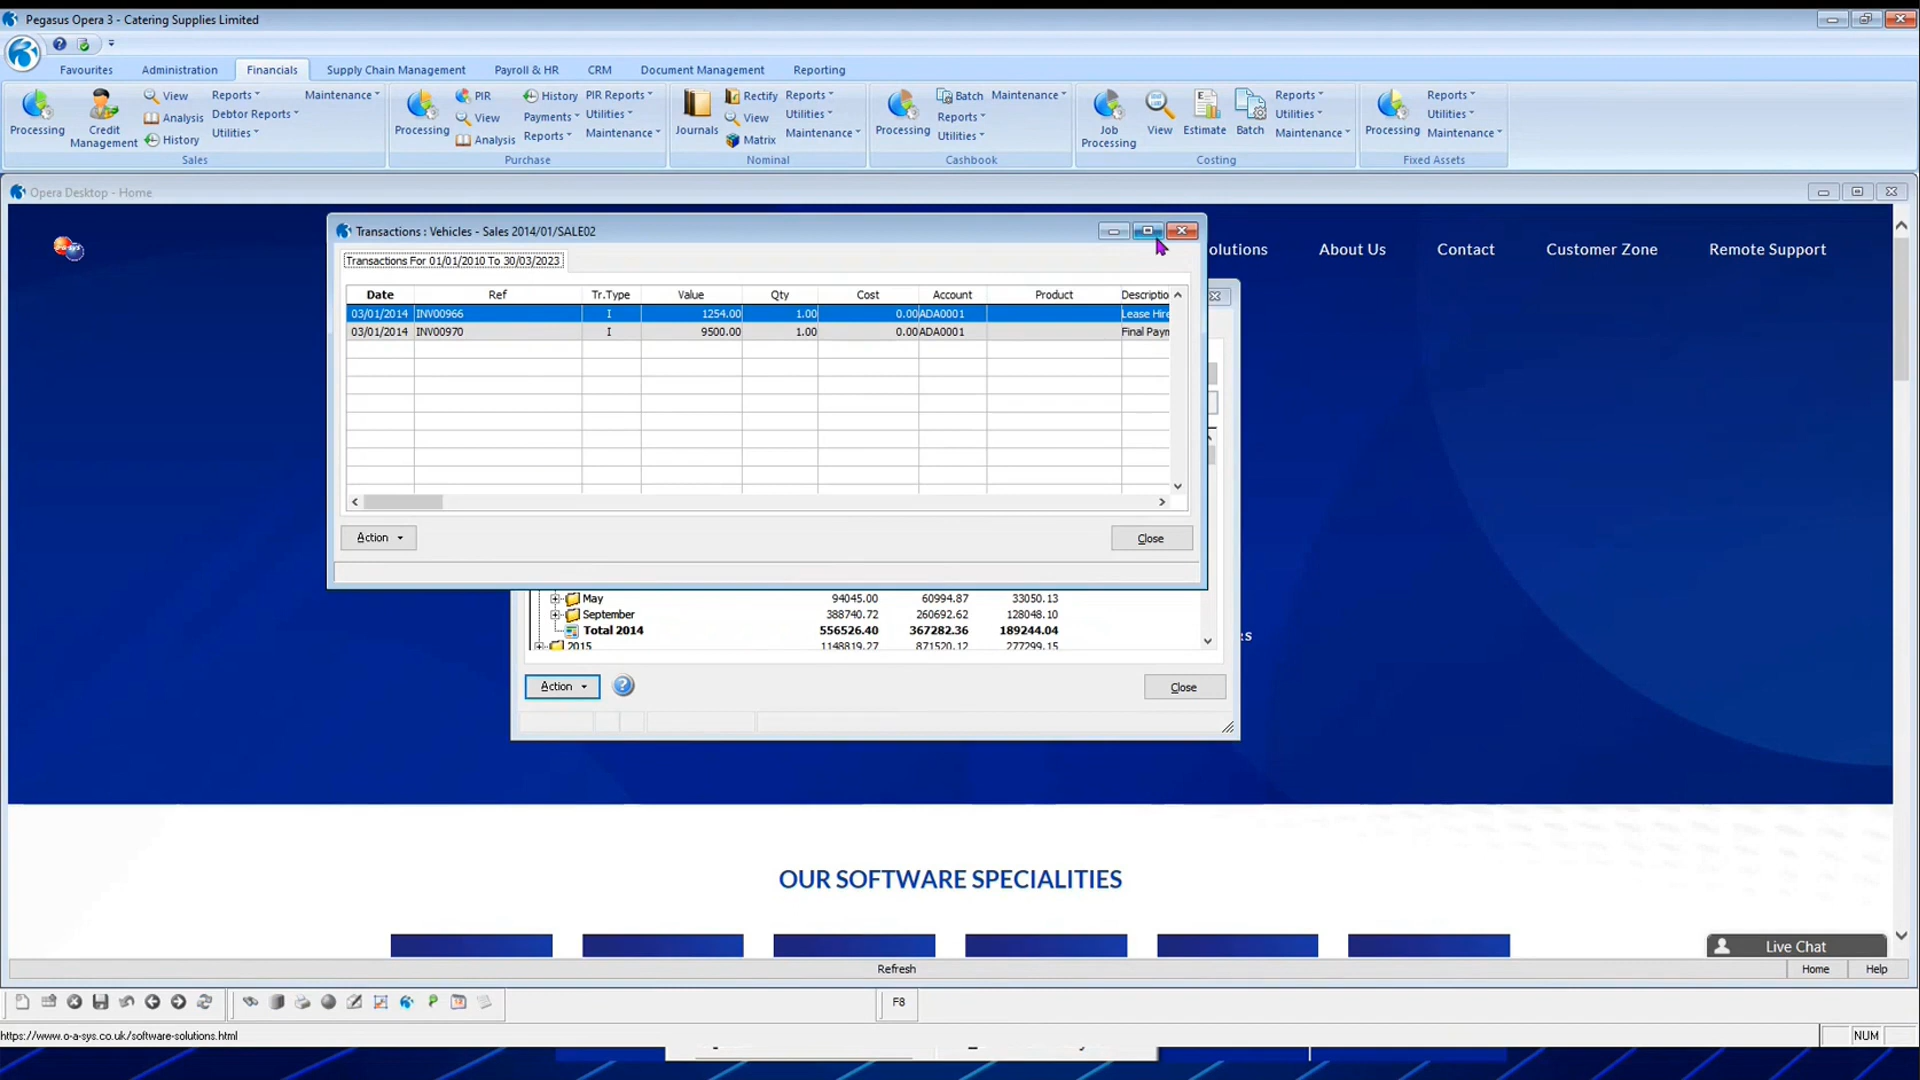 Pegasus Opera 3 - Catering Supplies Limited
Favourites Administration Financials Supply Chain Management Payroll & HR CRM Document Management Reporting
Processing Credit Management View Analysis History Reports Debtor Reports Utilities Maintenance
Sales
Processing PIR View Analysis History Payments Reports PIR Reports Utilities Maintenance
Purchase
Journals Rectify View Matrix Reports Utilities Maintenance
Nominal
Processing Batch Reports Utilities Maintenance
Cashbook
Job Processing View Estimate Batch Reports Utilities Maintenance
Costing
Processing Reports Utilities Maintenance
Fixed Assets
Opera Desktop - Home
Transactions : Vehicles - Sales 2014/01/SALE02
olutions About Us Contact Customer Zone Remote Support
Transactions For 01/01/2010 To 30/03/2023
Date Ref Tr.Type Value Qty Cost Account Product Descriptio
03/01/2014 INV00966 I 1254.00 1.00 0.00 ADA0001 Lease Hire
03/01/2014 INV00970 I 9500.00 1.00 0.00 ADA0001 Final Paym
Action Close
May 94045.00 60994.87 33050.13
September 388740.72 260692.62 128048.10
Total 2014 556526.40 367282.36 189244.04
2015 1148819.27 871520.12 277299.15
RS
Action Close
OUR SOFTWARE SPECIALITIES
Live Chat
Refresh Home Help
F8
https://www.o-a-sys.co.uk/software-solutions.html
NUM